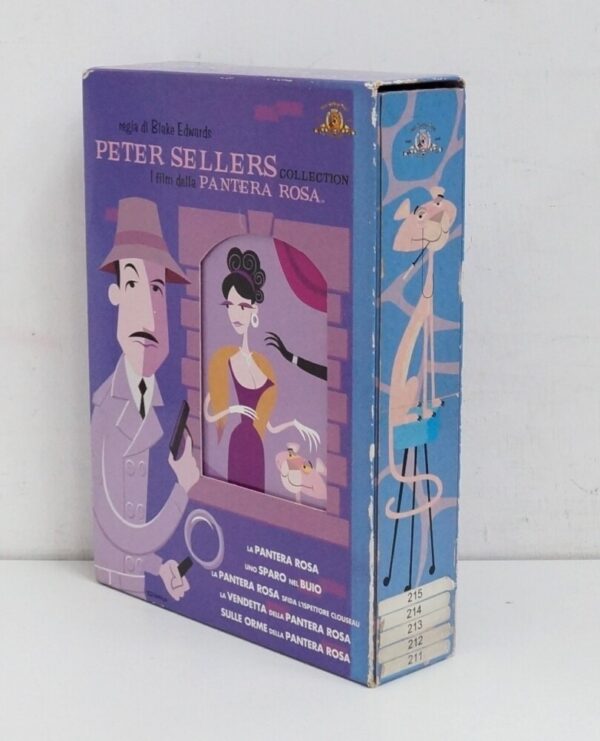 regia di Blake Edwards
PETER SELLERS COLLECTION
I film della PANTERA ROSA
LA PANTERA ROSA
UNO SPARO NEL BUIO
LA PANTERA ROSA SFIDA L'ISPETTORE CLOUSEAU
LA VENDETTA DELLA PANTERA ROSA
SULLE ORME DELLA PANTERA ROSA
215
214
213
212
211